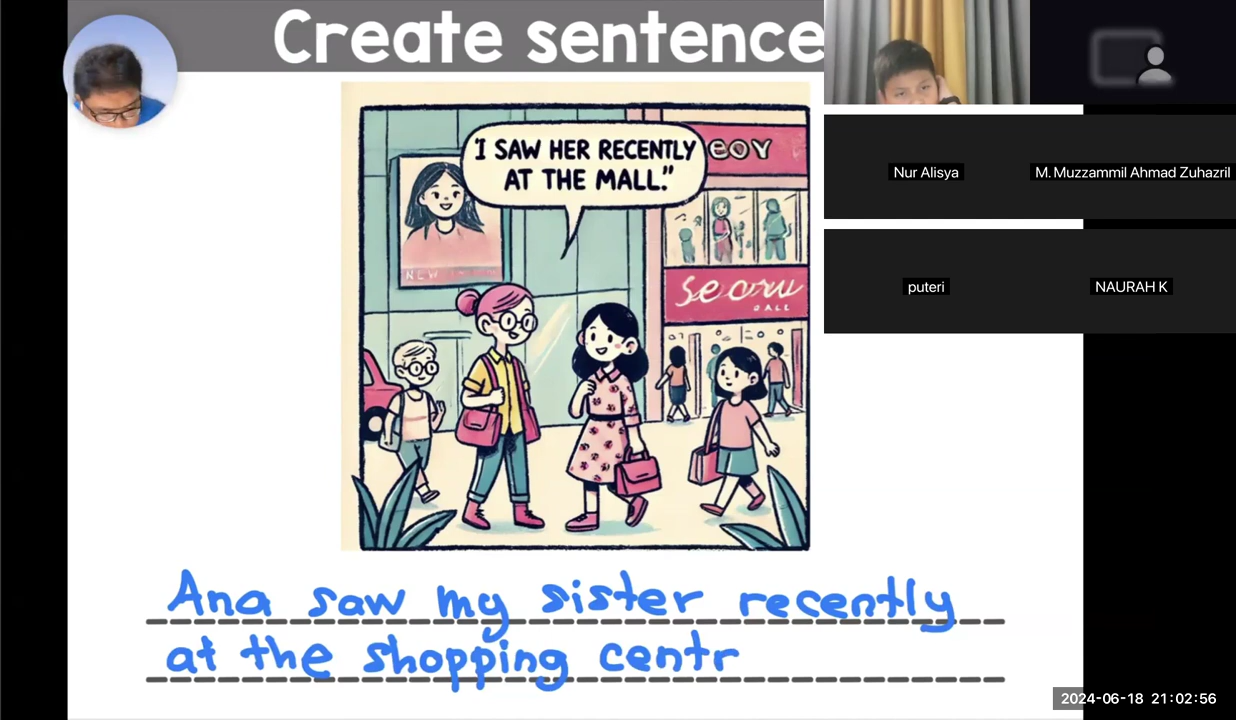 Create sentence
'I SAW HER RECENTLY
AT THE MALL."
EOY
NEW
Nur Alisya
M. Muzzammil Ahmad Zuhazril
puteri
NAURAH K
Ana saw my sister recently
at the shopping centr
2024-06-18 21:02:56